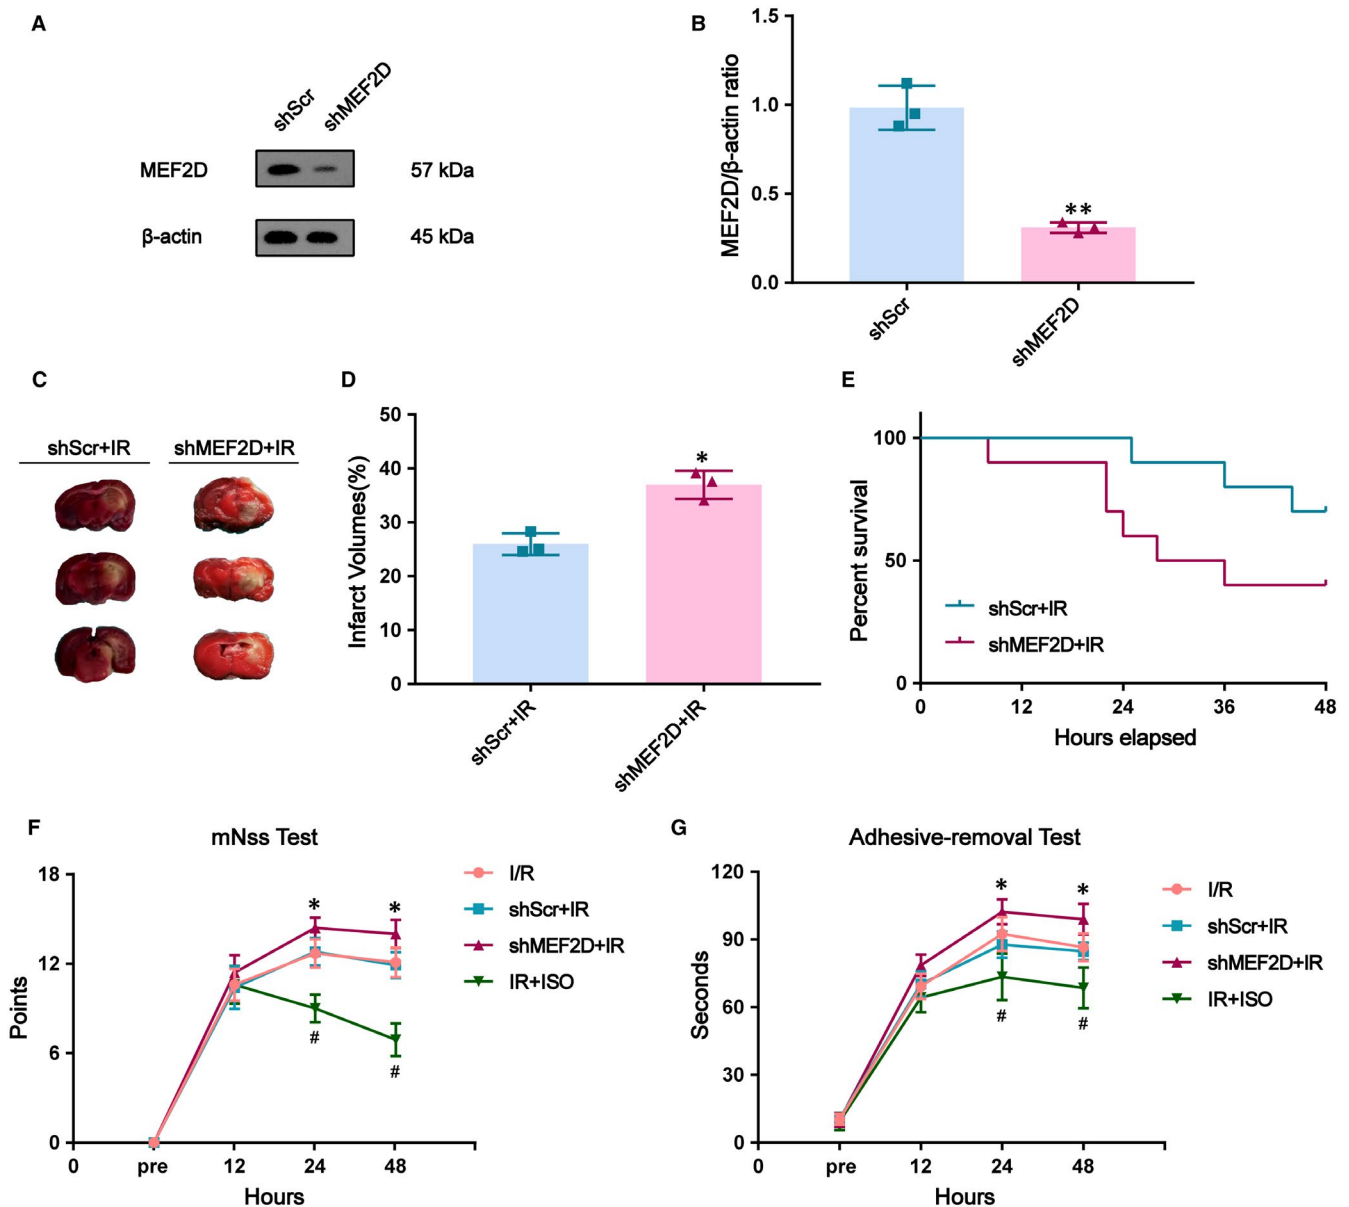 A
shScr
shMEF2D
MEF2D
57 kDa
β-actin
45 kDa
B
MEF2D/β-actin ratio
1.5
1.0
0.5
0.0
**
shScr
shMEF2D
C
shScr+IR
shMEF2D+IR
D
Infarct Volumes(%)
50
40
30
20
10
0
*
shScr+IR
shMEF2D+IR
E
Percent survival
100
50
0
shScr+IR
shMEF2D+IR
0 12 24 36 48
Hours elapsed
F
mNss Test
Points
18
12
6
0
* *
#
#
0 pre 12 24 48
Hours
I/R
shScr+IR
shMEF2D+IR
IR+ISO
G
Adhesive-removal Test
Seconds
120
90
60
30
0
* *
# #
0 pre 12 24 48
Hours
I/R
shScr+IR
shMEF2D+IR
IR+ISO